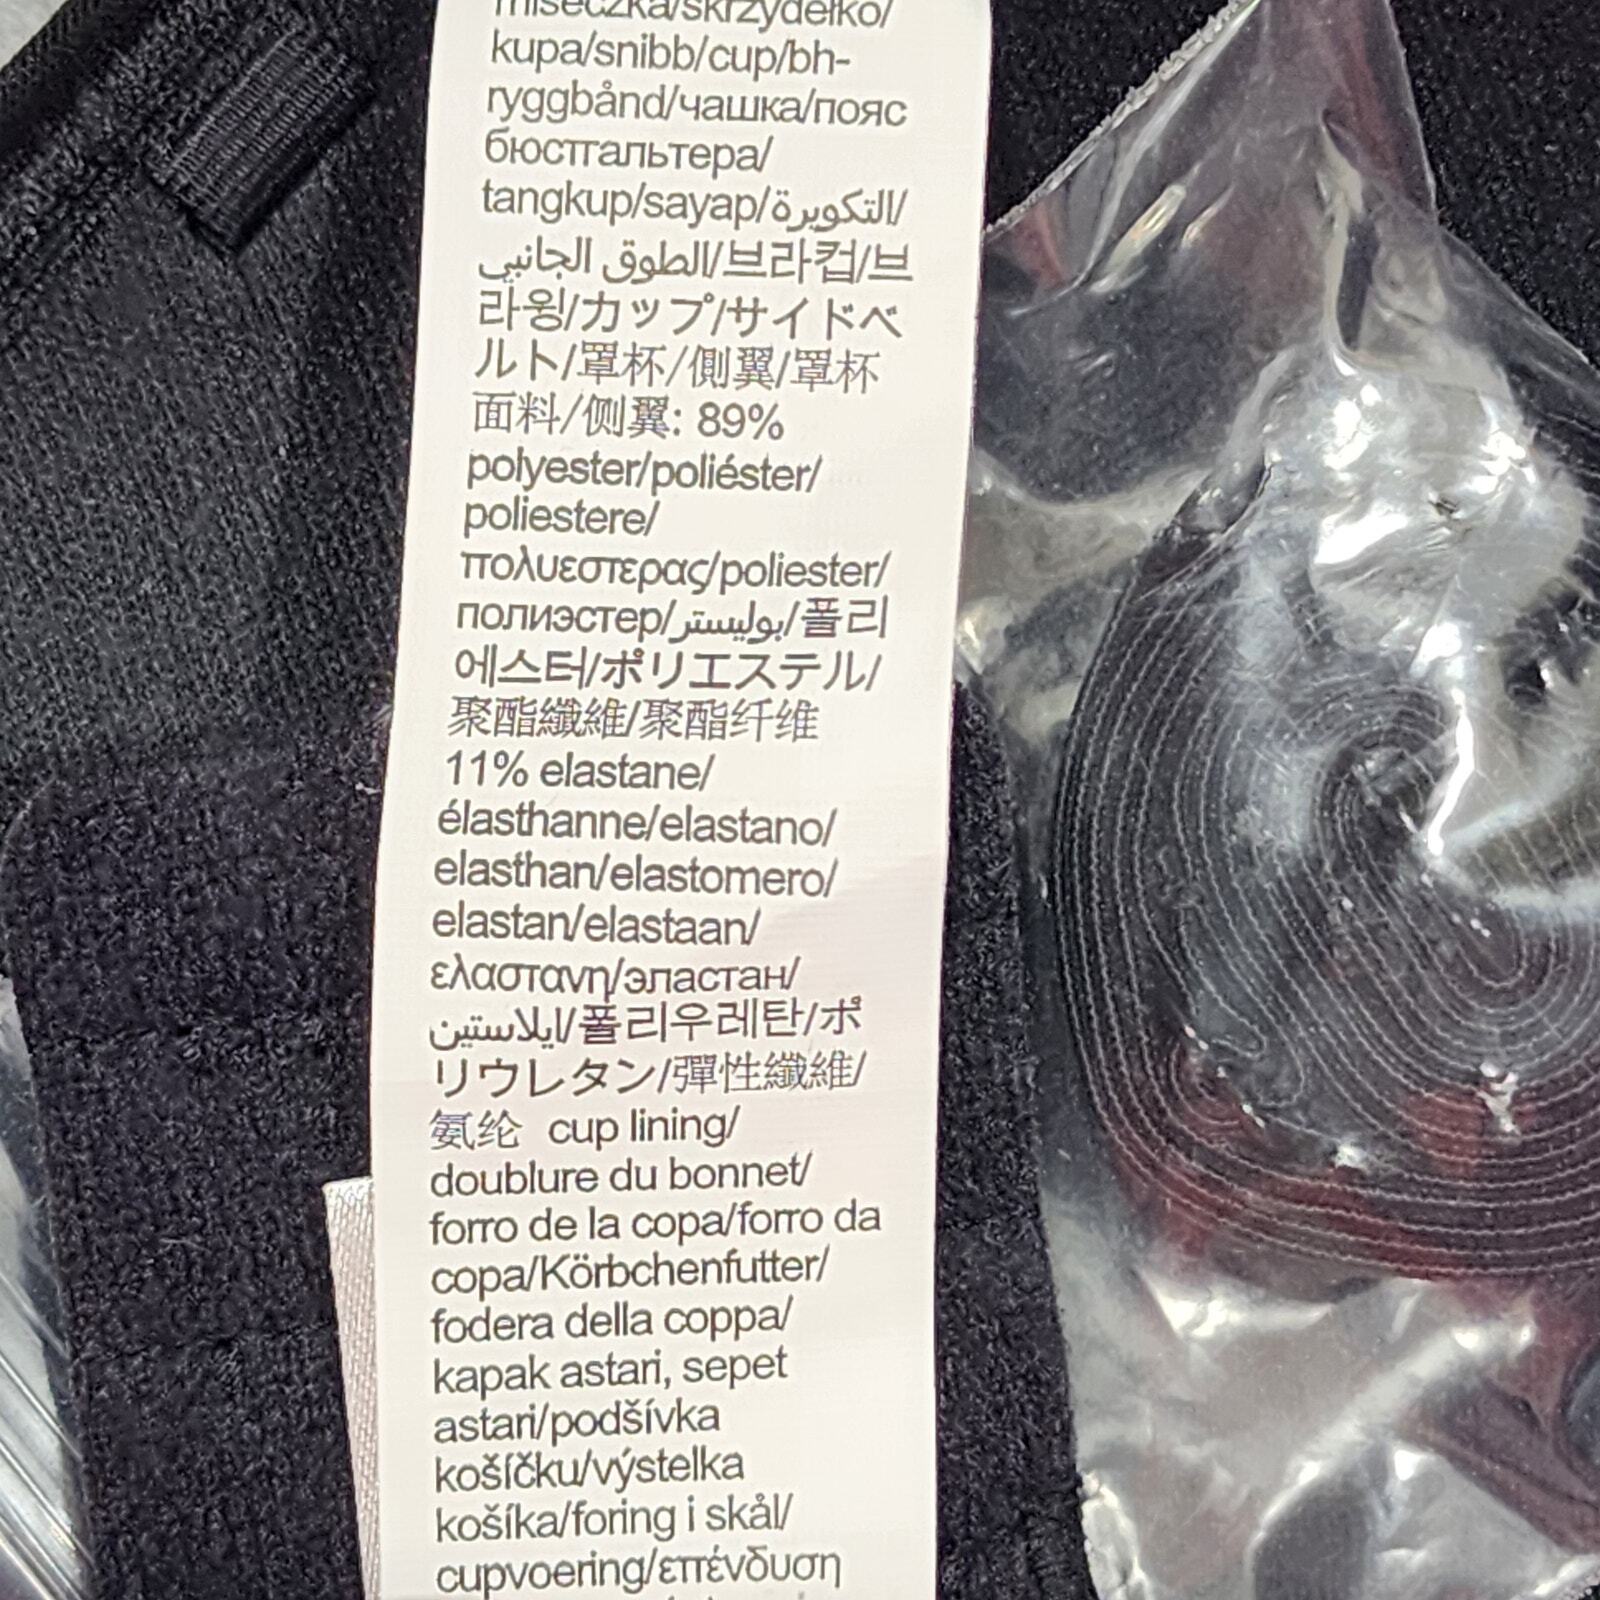 miseczka/skrzydełko/
kupa/snibb/cup/bh-
ryggbånd/чашка/пояс
бюстгальтера/
tangkup/sayap/التكويرة/
الطوق الجانبي/브라컵/브
라윙/カップ/サイドベ
ルト/罩杯/側翼/罩杯
面料/侧翼: 89%
polyester/poliéster/
poliestere/
πολυεστερας/poliester/
полиэстер/بوليستر/폴리
에스터/ポリエステル/
聚酯纖維/聚酯纤维
11% elastane/
élasthanne/elastano/
elasthan/elastomero/
elastan/elastaan/
ελαστανη/эластан/
ايلاستين/폴리우레탄/ポ
リウレタン/彈性纖維/
氨纶 cup lining/
doublure du bonnet/
forro de la copa/forro da
copa/Körbchenfutter/
fodera della coppa/
kapak astari, sepet
astari/podšívka
košíčku/výstelka
košíka/foring i skål/
cupvoering/επένδυση